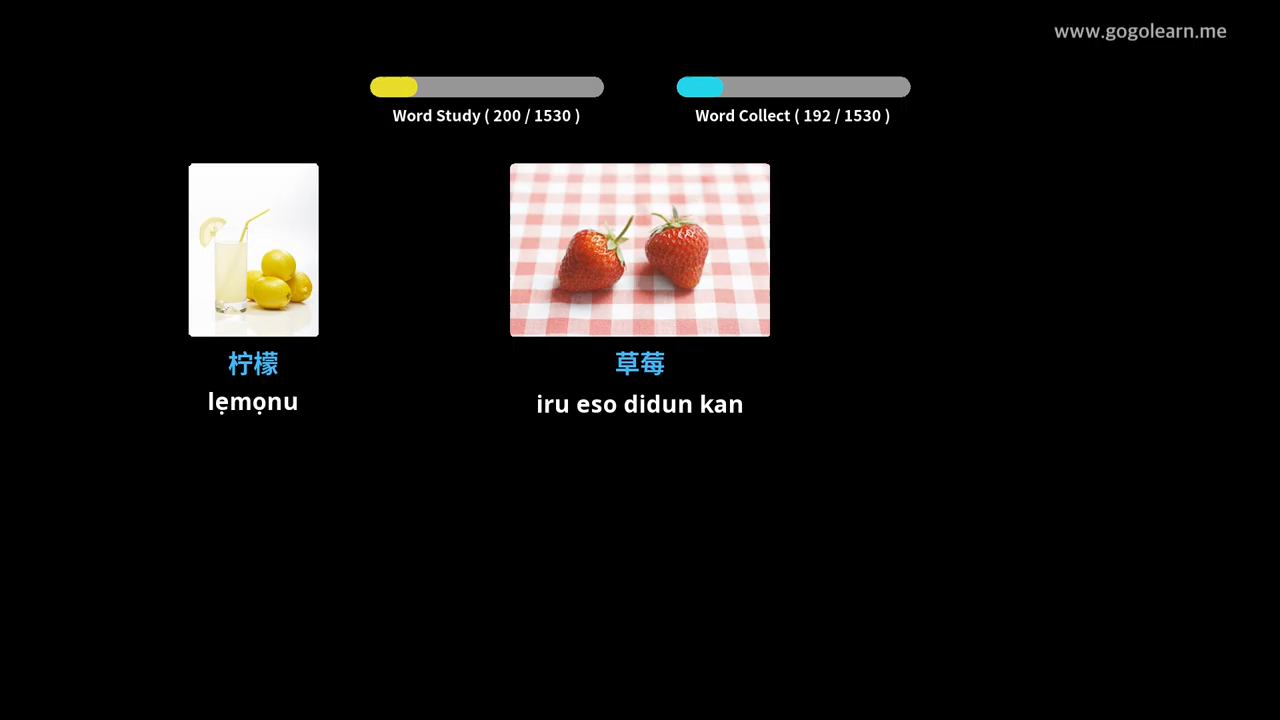 www.gogolearn.me
Word Study ( 200 / 1530 )
Word Collect ( 192 / 1530 )
柠檬
lẹmọnu
草莓
iru eso didun kan